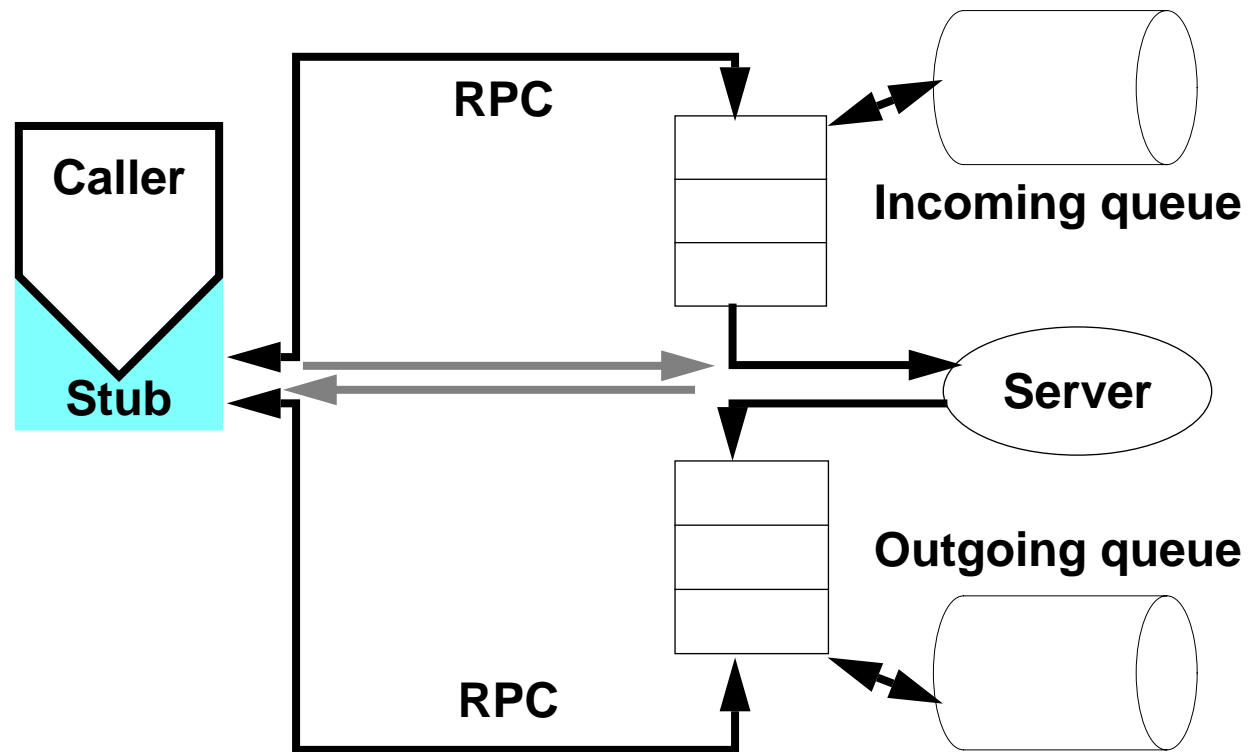 RPC
Caller
Incoming queue
Stub
Server
Outgoing queue
RPC